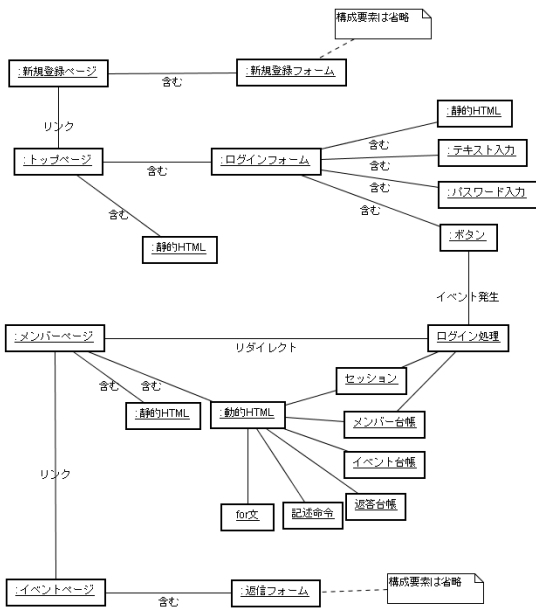 構成要素は省略
：新規登録ページ
含む
：新規登録フォーム
リンク
：静的HTML
：トップページ
含む
：ログインフォーム
含む
：テキスト入力
含む
含む
：パスワード入力
含む
含む
：ボタン
：静的HTML
イベント発生
：メンバーページ
リダイレクト
ログイン処理
含む
含む
セッション
：静的HTML
：動的HTML
メンバー台帳
イベント台帳
リンク
返答台帳
for文
記述命令
：イベントページ
含む
：返信フォーム
構成要素は省略